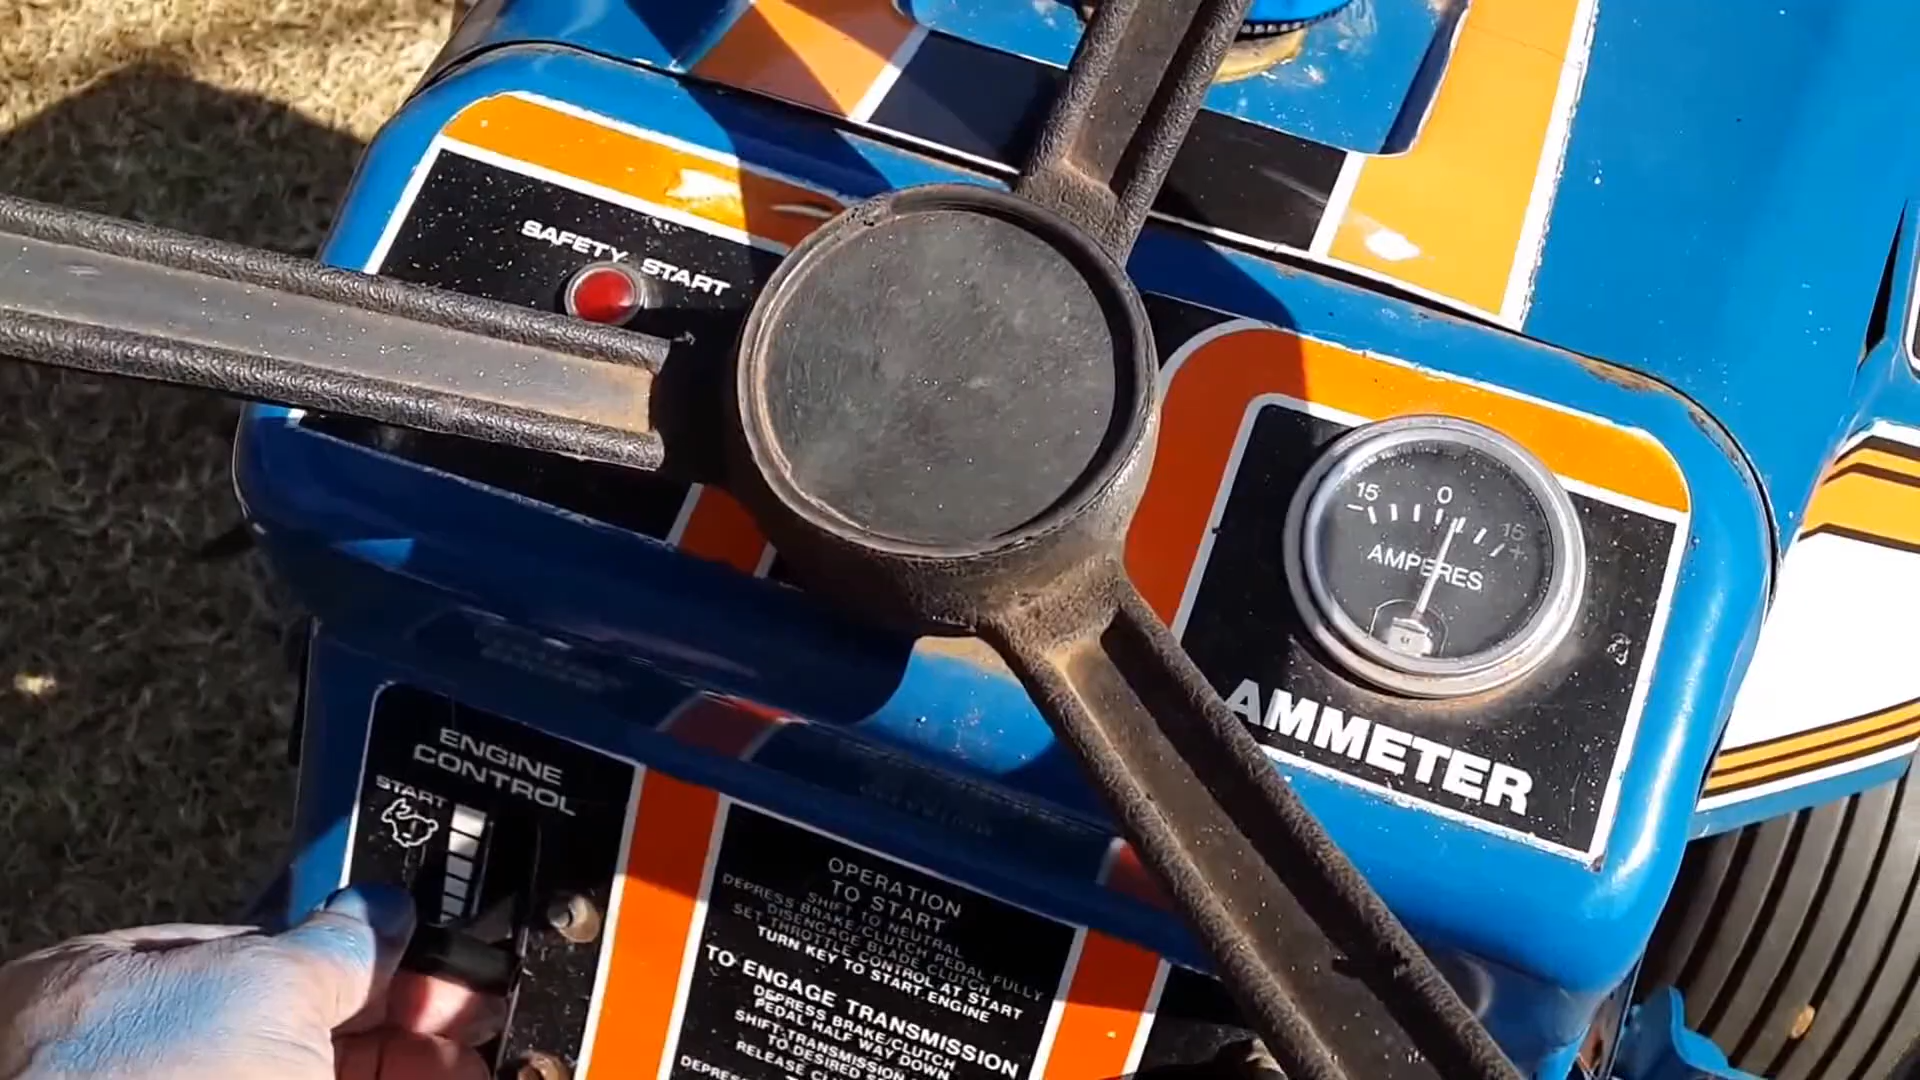 SAFETY START
15 0 15
- +
AMPERES
AMMETER
ENGINE
CONTROL
START
OPERATION
TO START
SHIFT TO NEUTRAL
DEPRESS BRAKE/CLUTCH PEDAL FULLY
DISENGAGE BLADE CLUTCH
SET THROTTLE CONTROL AT START
TURN KEY TO START ENGINE
TO ENGAGE TRANSMISSION
DEPRESS BRAKE/CLUTCH
PEDAL HALF WAY DOWN
SHIFT TRANSMISSION
TO DESIRED
RELEASE